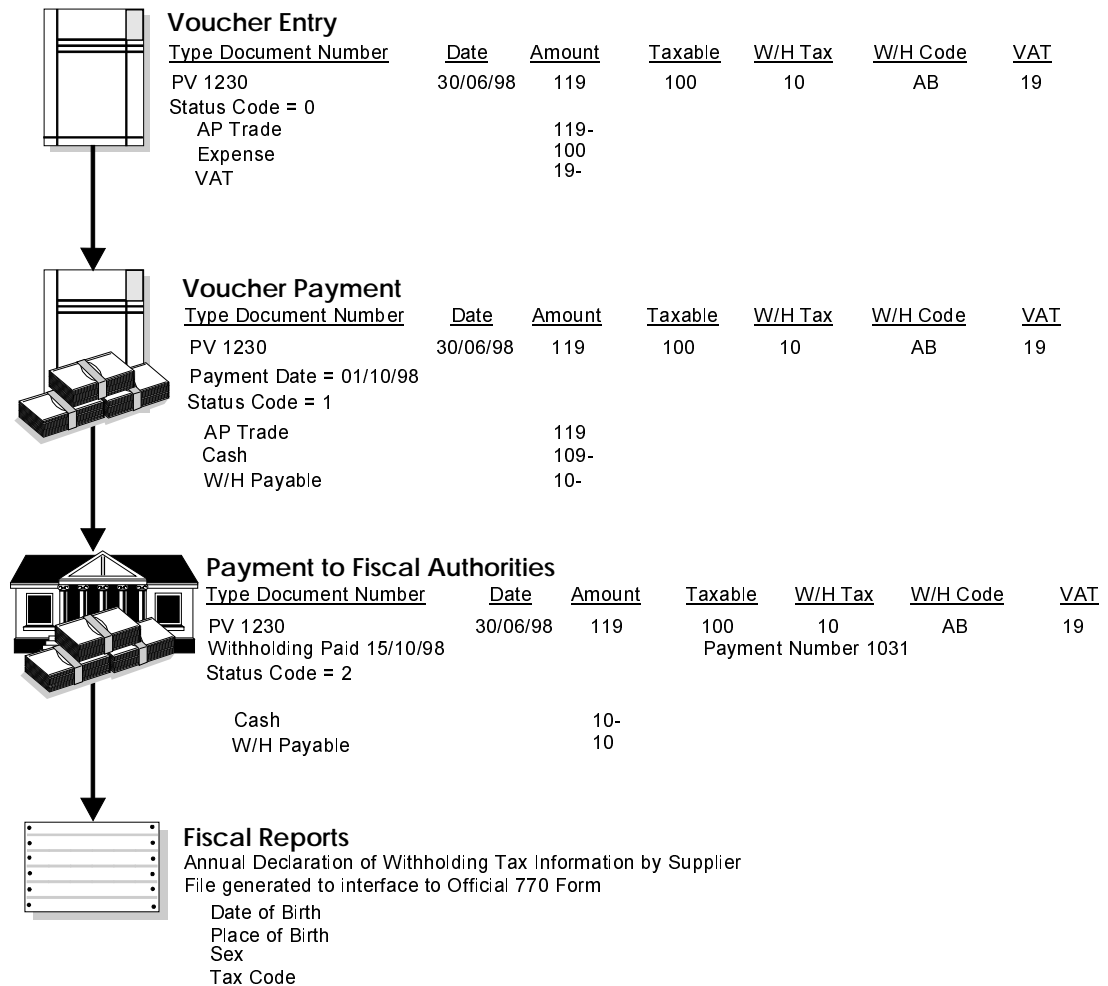 Voucher Entry
Type Document Number Date Amount Taxable W/H Tax W/H Code VAT
PV 1230 30/06/98 119 100 10 AB 19
Status Code = 0
AP Trade 119-
Expense 100
VAT 19-
Voucher Payment
Type Document Number Date Amount Taxable W/H Tax W/H Code VAT
PV 1230 30/06/98 119 100 10 AB 19
Payment Date = 01/10/98
Status Code = 1
AP Trade 119
Cash 109-
W/H Payable 10-
Payment to Fiscal Authorities
Type Document Number Date Amount Taxable W/H Tax W/H Code VAT
PV 1230 30/06/98 119 100 10 AB 19
Withholding Paid 15/10/98 Payment Number 1031
Status Code = 2
Cash 10-
W/H Payable 10
Fiscal Reports
Annual Declaration of Withholding Tax Information by Supplier
File generated to interface to Official 770 Form
Date of Birth
Place of Birth
Sex
Tax Code